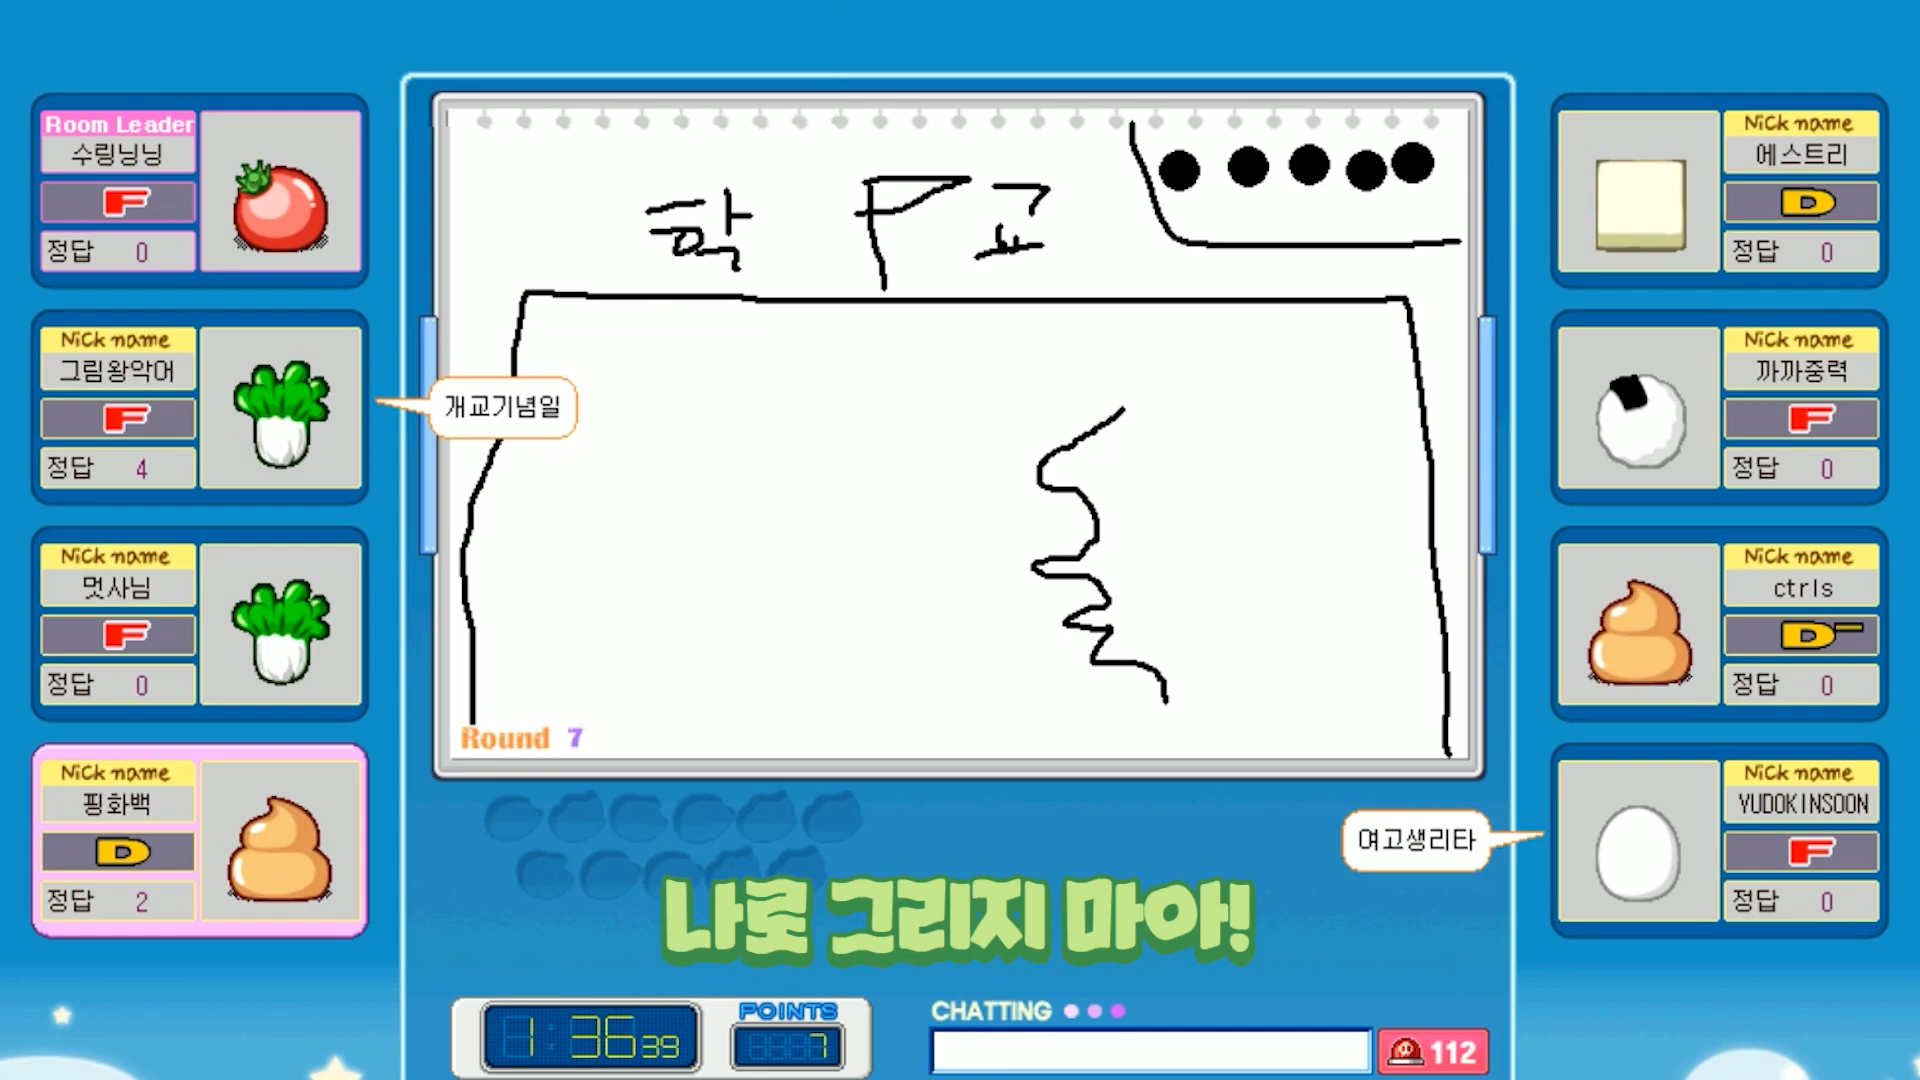 Room Leader
수링닝닝
F
정답 0
NiCk name
그림왕악어
F
정답 4
NiCk name
멋사님
F
정답 0
NiCk name
핑화백
D
정답 2
학 P 교
개교기념일
Round 7
여고생리타
나로 그리지 마아!
1:36 39
POINTS
7
CHATTING
112
NiCk name
에스트리
D
정답 0
NiCk name
까까중력
F
정답 0
NiCk name
ctrls
D-
정답 0
NiCk name
YUDOKINSOON
F
정답 0